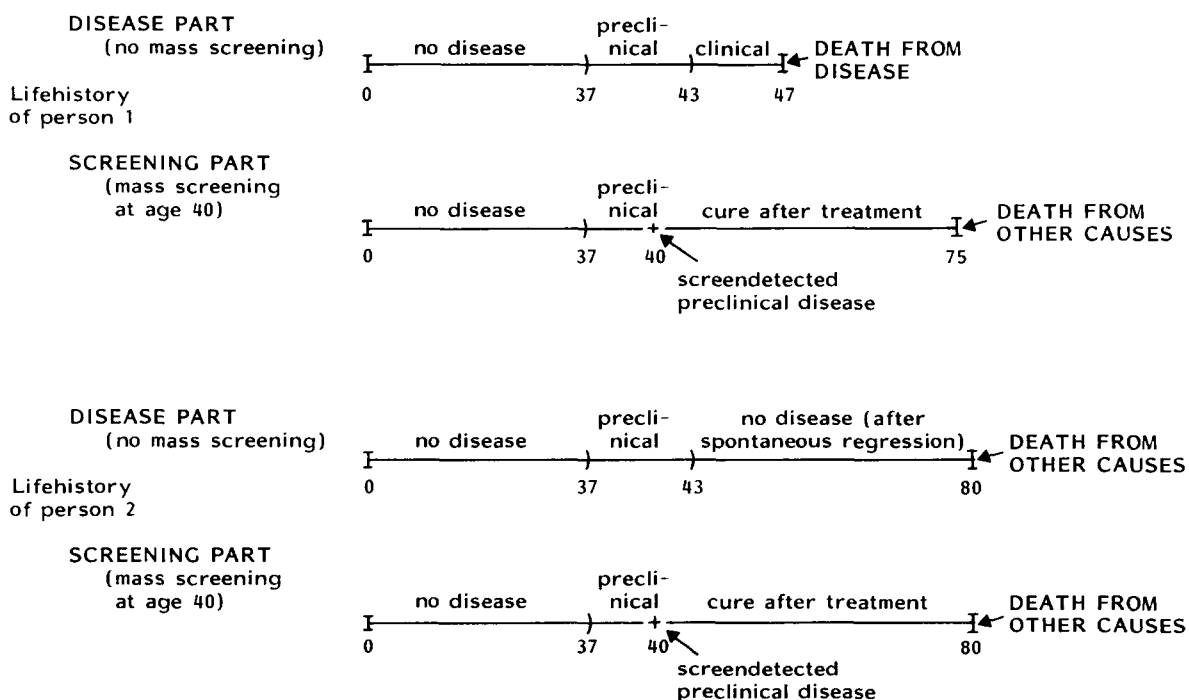 DISEASE PART
(no mass screening)
no disease
precli-
nical
clinical
DEATH FROM
DISEASE
0
37
43
47
Lifehistory
of person 1
SCREENING PART
(mass screening
at age 40)
no disease
precli-
nical
cure after treatment
DEATH FROM
OTHER CAUSES
0
37
40
75
screendetected
preclinical disease
DISEASE PART
(no mass screening)
no disease
precli-
nical
no disease (after
spontaneous regression)
DEATH FROM
OTHER CAUSES
0
37
43
80
Lifehistory
of person 2
SCREENING PART
(mass screening
at age 40)
no disease
precli-
nical
cure after treatment
DEATH FROM
OTHER CAUSES
0
37
40
80
screendetected
preclinical disease